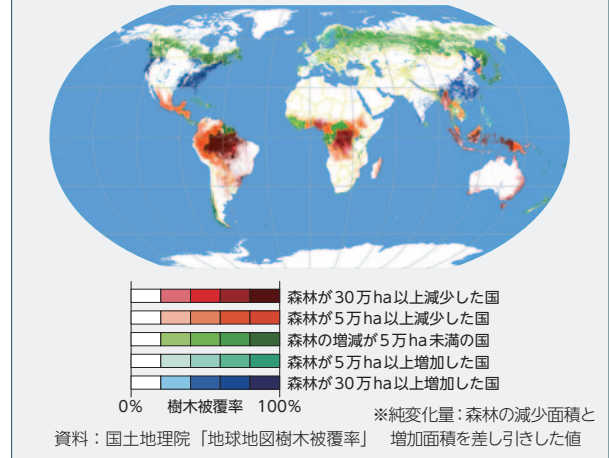 森林が30万ha以上減少した国
森林が5万ha以上減少した国
森林の増減が5万ha未満の国
森林が5万ha以上増加した国
森林が30万ha以上増加した国
0% 樹木被覆率 100%
※純変化量：森林の減少面積と
資料：国土地理院「地球地図樹木被覆率」 増加面積を差し引きした値